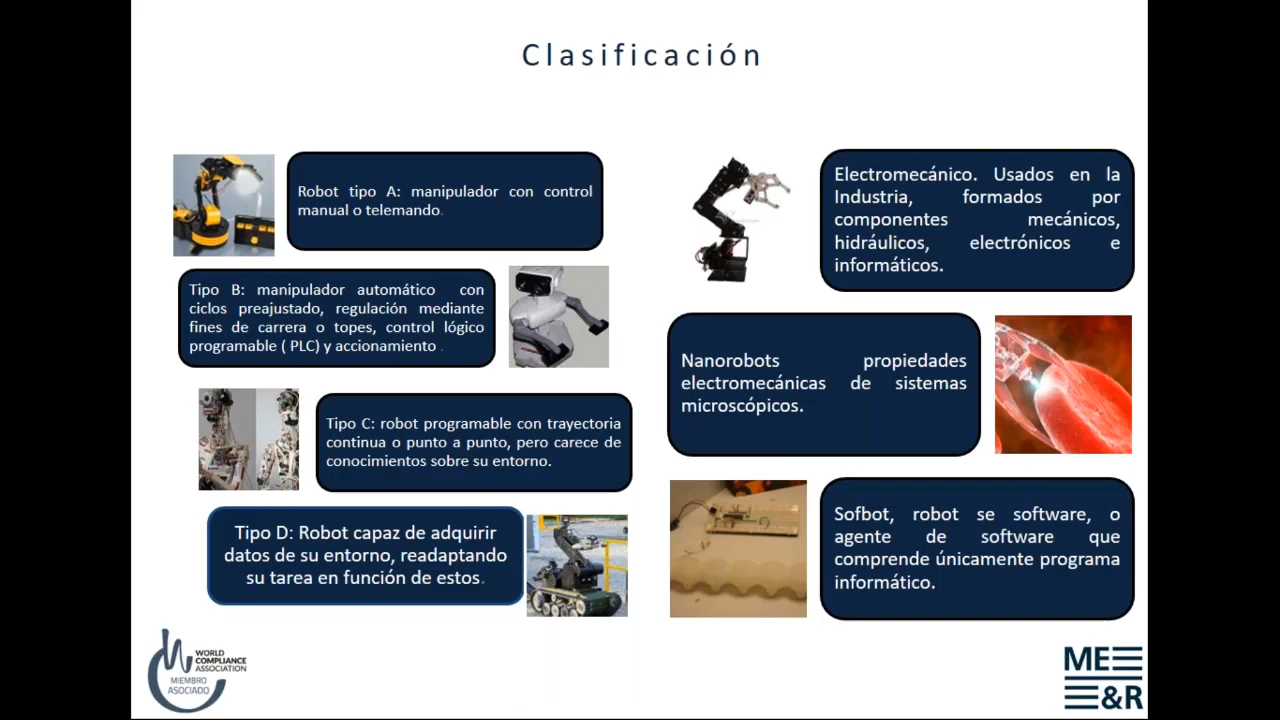 Clasificación
Robot tipo A: manipulador con control
manual o telemando.
Tipo B: manipulador automático con
ciclos preajustado, regulación mediante
fines de carrera o topes, control lógico
programable ( PLC) y accionamiento .
Tipo C: robot programable con trayectoria
continua o punto a punto, pero carece de
conocimientos sobre su entorno.
Tipo D: Robot capaz de adquirir
datos de su entorno, readaptando
su tarea en función de estos.
Electromecánico. Usados en la
Industria, formados por
componentes mecánicos,
hidráulicos, electrónicos e
informáticos.
Nanorobots propiedades
electromecánicas de sistemas
microscópicos.
Sofbot, robot se software, o
agente de software que
comprende únicamente programa
informático.
WORLD
COMPLIANCE
ASSOCIATION
MIEMBRO
ASOCIADO
ME
&R